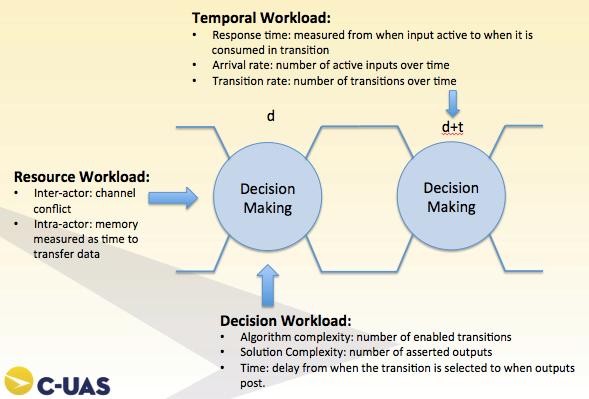 Temporal Workload:
• Response time: measured from when input active to when it is
consumed in transition
• Arrival rate: number of active inputs over time
• Transition rate: number of transitions over time
d
d+t
Resource Workload:
• Inter-actor: channel
conflict
• Intra-actor: memory
measured as time to
transfer data
Decision
Making
Decision
Making
Decision Workload:
• Algorithm complexity: number of enabled transitions
• Solution Complexity: number of asserted outputs
• Time: delay from when the transition is selected to when outputs
post.
C-UAS